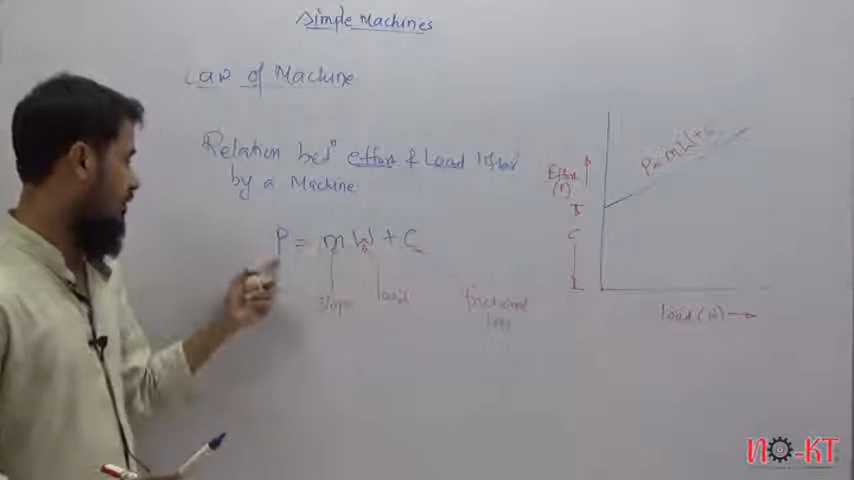 Simple Machines
Law of Machine
Relation betn effort & Load lifted
by a Machine
P = mW + C
Slope
load
frictional
loss
Effort
(P)
C
P = mW + C
load (W)
NO-KT